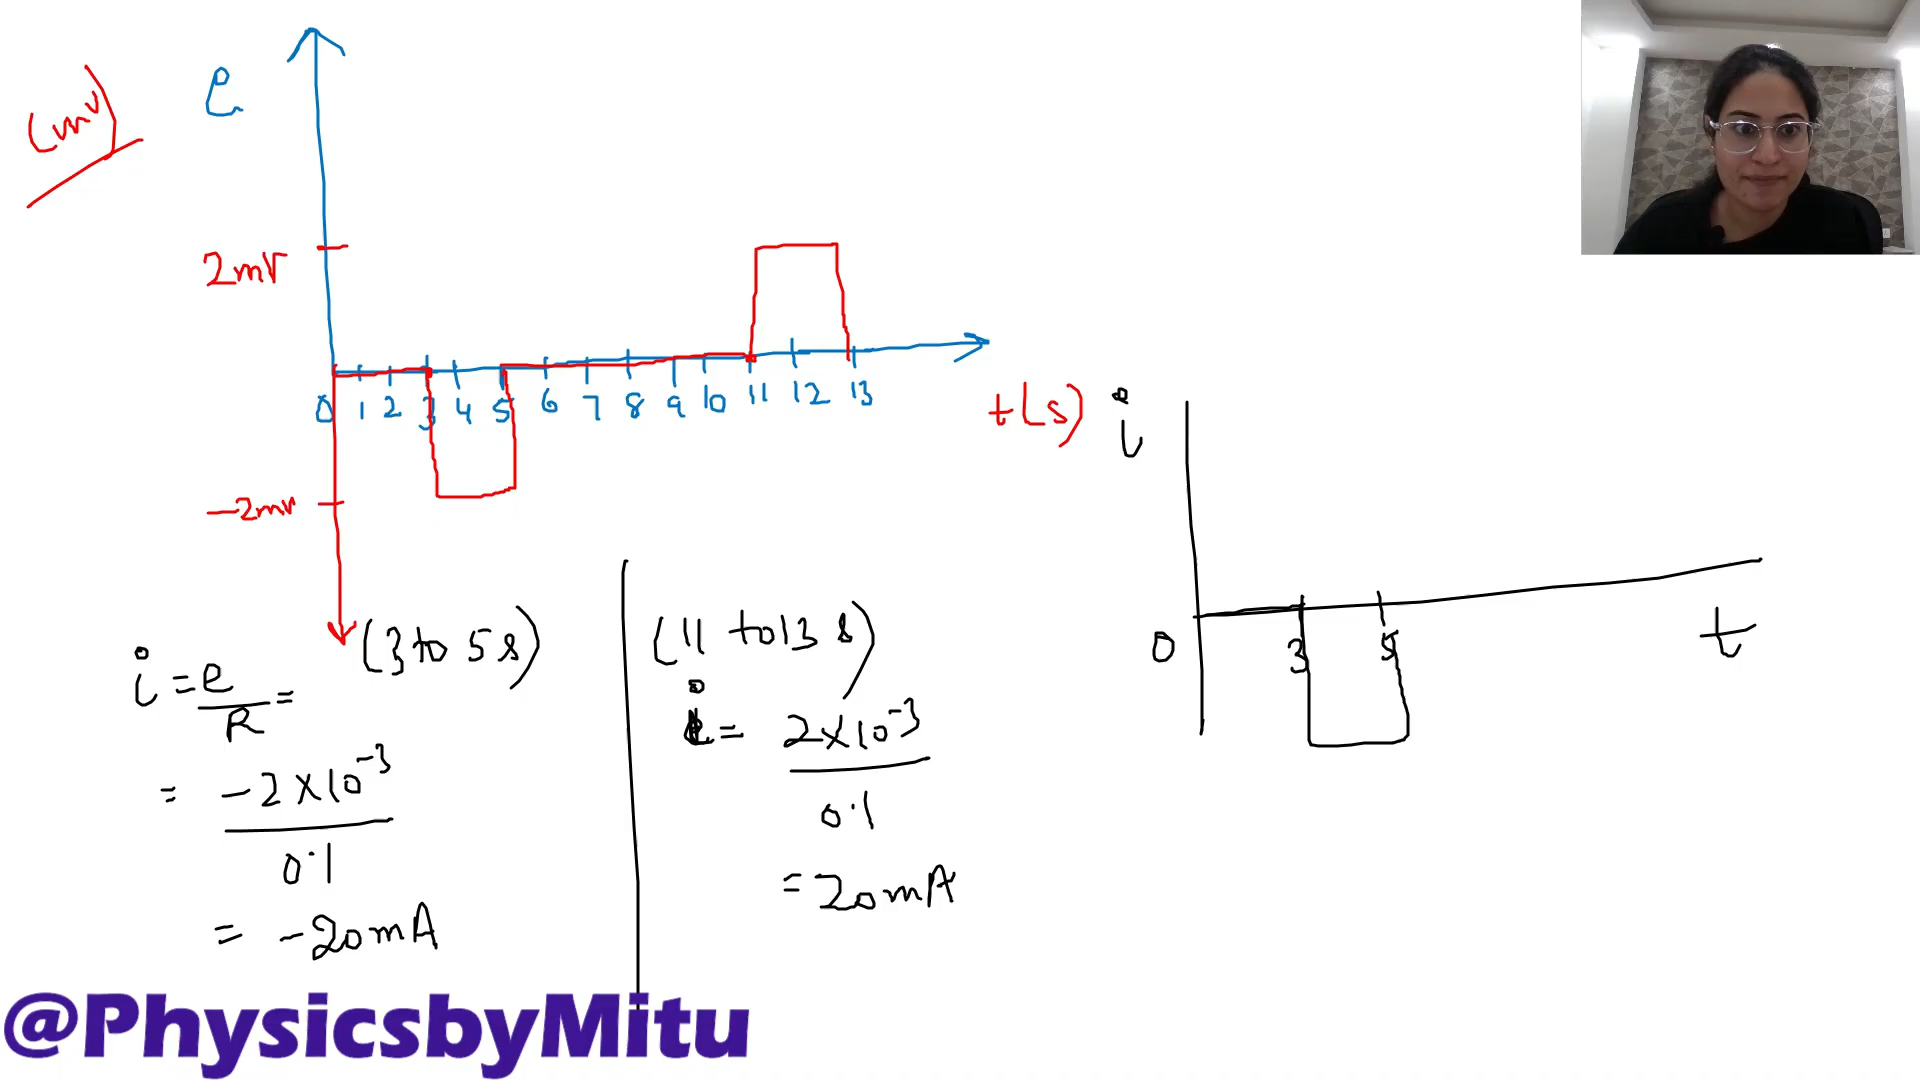 (mV)
e
2mV
0 1 2 3 4 5 6 7 8 9 10 11 12 13
t(s)
-2mV
i = e/R =
(3 to 5 s)
= -2×10⁻³/0.1
= -20mA
(11 to 13 s)
i = 2×10⁻³/0.1
= 20mA
i
0 3 5 t
@PhysicsbyMitu